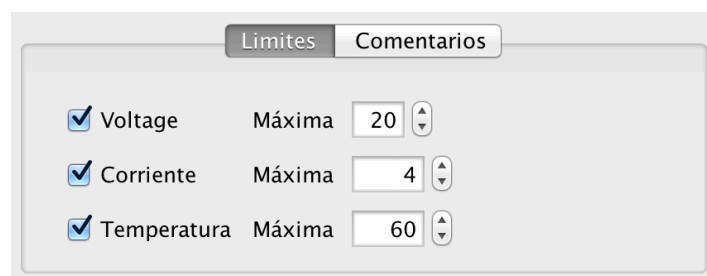 Limites Comentarios
Voltage Máxima 20
Corriente Máxima 4
Temperatura Máxima 60